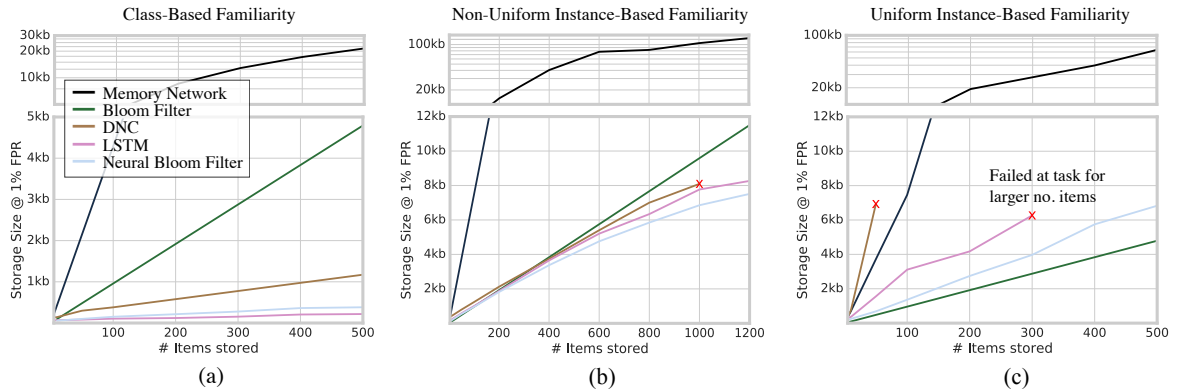 Class-Based Familiarity
30kb
20kb
10kb
5kb
4kb
3kb
2kb
1kb
Storage Size @ 1% FPR
Memory Network
Bloom Filter
DNC
LSTM
Neural Bloom Filter
100 200 300 400 500
# Items stored
(a)
Non-Uniform Instance-Based Familiarity
100kb
20kb
12kb
10kb
8kb
6kb
4kb
2kb
Storage Size @ 1% FPR
x
200 400 600 800 1000 1200
# Items stored
(b)
Uniform Instance-Based Familiarity
100kb
20kb
12kb
10kb
8kb
6kb
4kb
2kb
Storage Size @ 1% FPR
Failed at task for
larger no. items
x
x
100 200 300 400 500
# Items stored
(c)